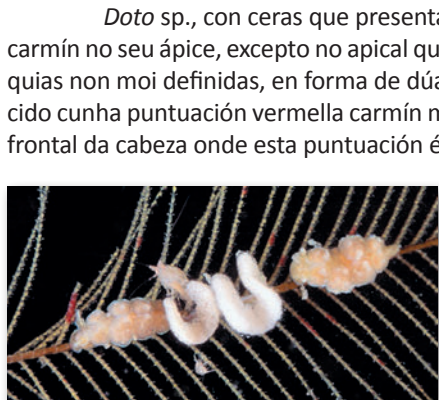 Doto sp., con ceras que presenta
carmín no seu ápice, excepto no apical qu
quias non moi definidas, en forma de dúa
cido cunha puntuación vermella carmín
frontal da cabeza onde esta puntuación é